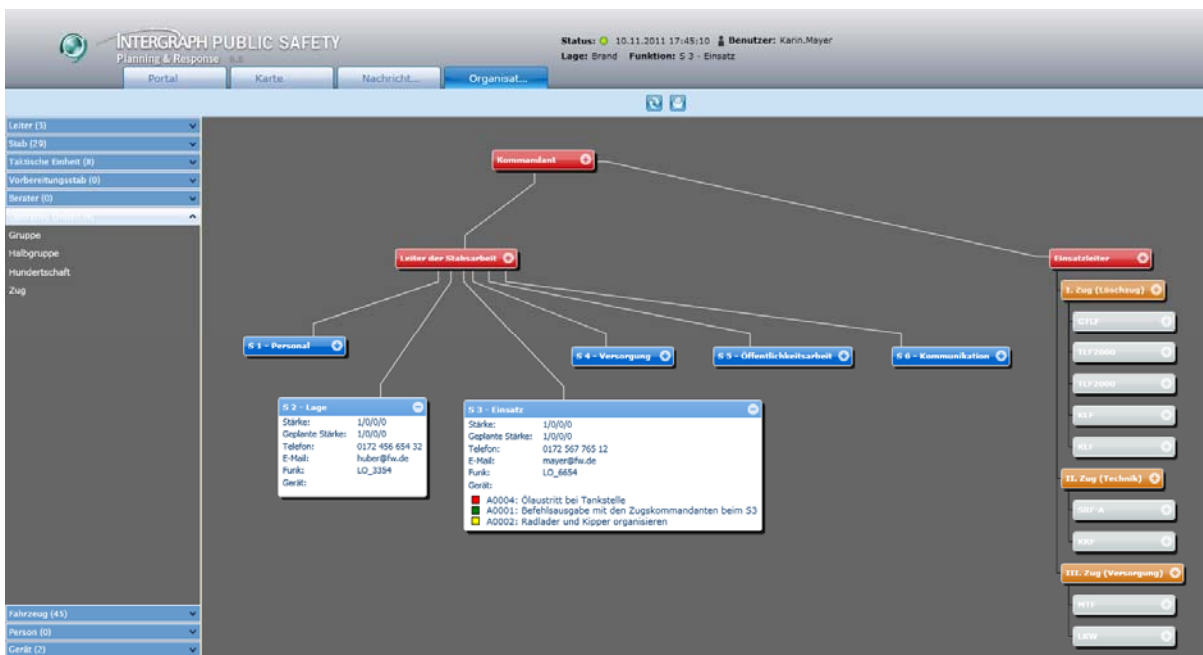 INTERGRAPH PUBLIC SAFETY
Planning & Response
Status: 10.11.2011 17:45:10 Benutzer: Karin.Mayer
Lage: Brand Funktion: S 3 - Einsatz
Portal
Karte
Nachricht...
Organisat...
Leiter (3)
Stab (29)
Taktische Einheit (8)
Vorbereitungsstab (0)
Berater (0)
Gruppe
Halbgruppe
Hundertschaft
Zug
Fahrzeug (45)
Person (0)
Gerät (2)
Kommandant
Leiter der Stabsarbeit
Einsatzleiter
S 1 - Personal
S 4 - Versorgung
S 5 - Öffentlichkeitsarbeit
S 6 - Kommunikation
S 2 - Lage
Stärke: 1/0/0/0
Geplante Stärke: 1/0/0/0
Telefon: 0172 456 654 32
E-Mail: huber@fw.de
Funk: LO_3354
Gerät:
S 3 - Einsatz
Stärke: 1/0/0/0
Geplante Stärke: 1/0/0/0
Telefon: 0172 567 765 12
E-Mail: mayer@fw.de
Funk: LO_6654
Gerät:
A0004: Ölaustritt bei Tankstelle
A0001: Befehlsausgabe mit den Zugskommandanten beim S3
A0002: Radlader und Kipper organisieren
I. Zug (Löschzug)
GTLF
TLF2000
TLF2000
KLF
KLF
II. Zug (Technik)
SRF-A
KRF
III. Zug (Versorgung)
MTF
LKW